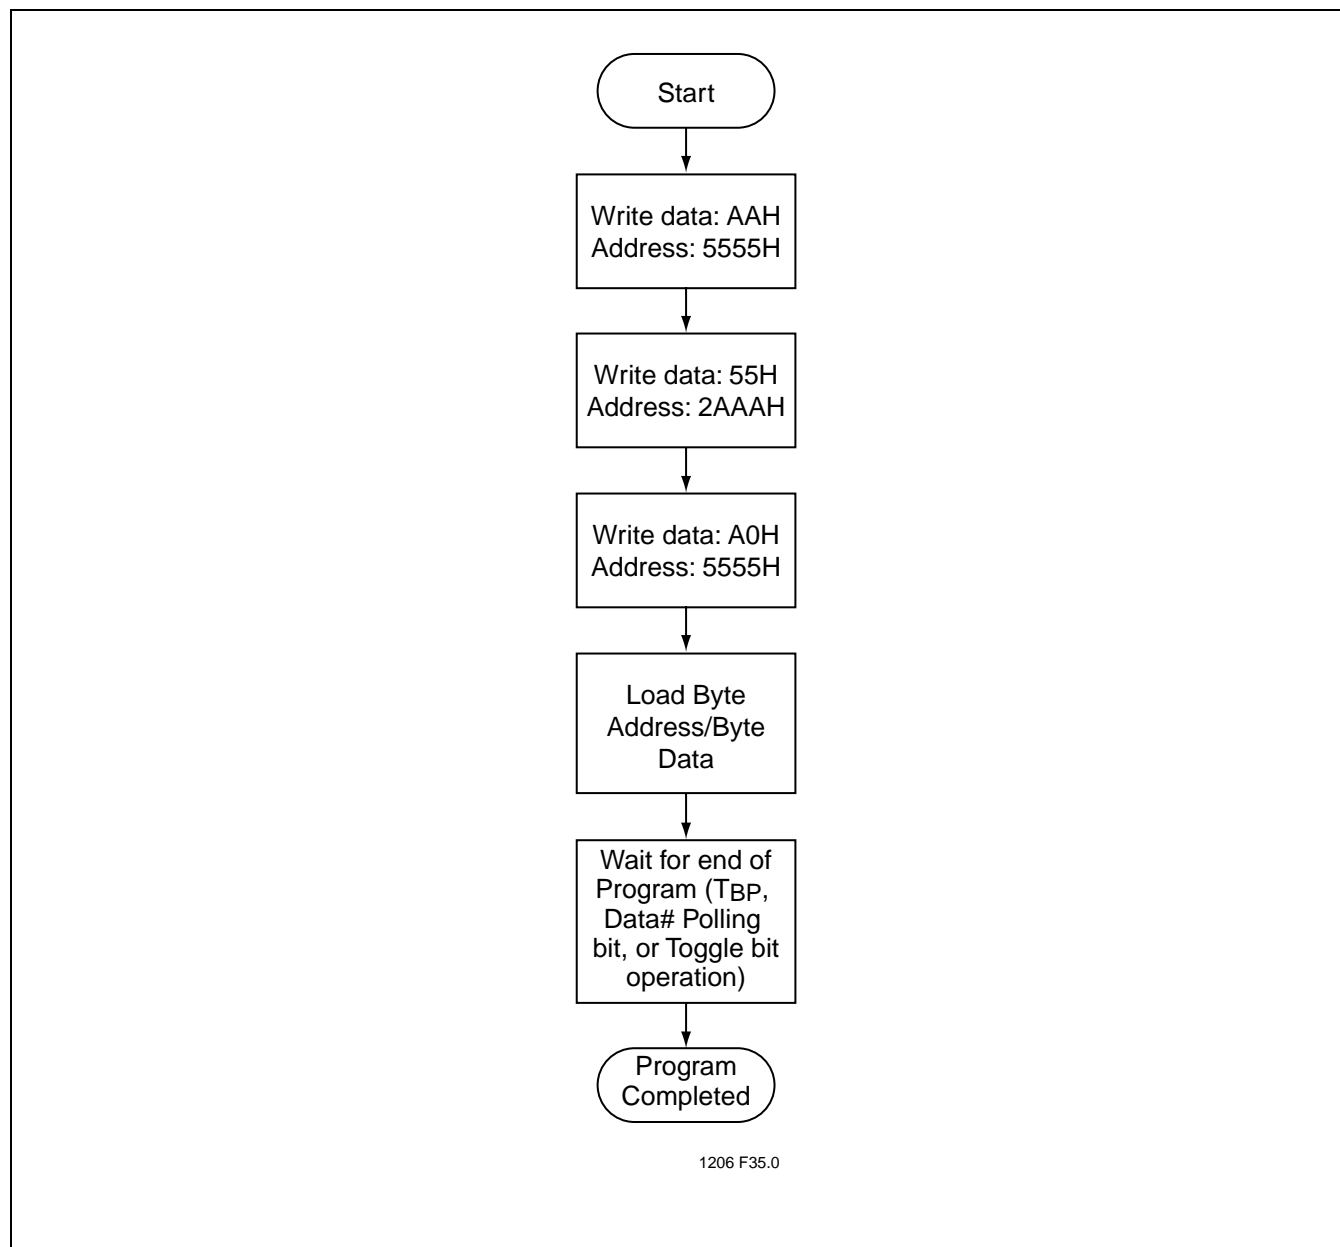 Start
Write data: AAH
Address: 5555H
Write data: 55H
Address: 2AAAH
Write data: A0H
Address: 5555H
Load Byte
Address/Byte
Data
Wait for end of
Program (TBP,
Data# Polling
bit, or Toggle bit
operation)
Program
Completed
1206 F35.0